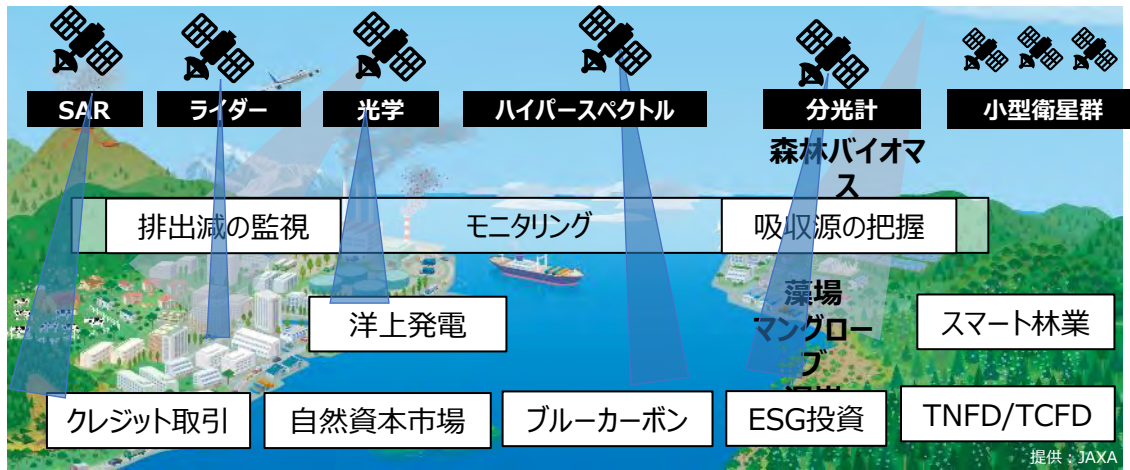 SAR
ライダー
光学
ハイパースペクトル
分光計
小型衛星群
森林バイオマ
ス
排出減の監視
モニタリング
吸収源の把握
藻場
マングロー
ブ
洋上発電
スマート林業
クレジット取引
自然資本市場
ブルーカーボン
ESG投資
TNFD/TCFD
提供：JAXA